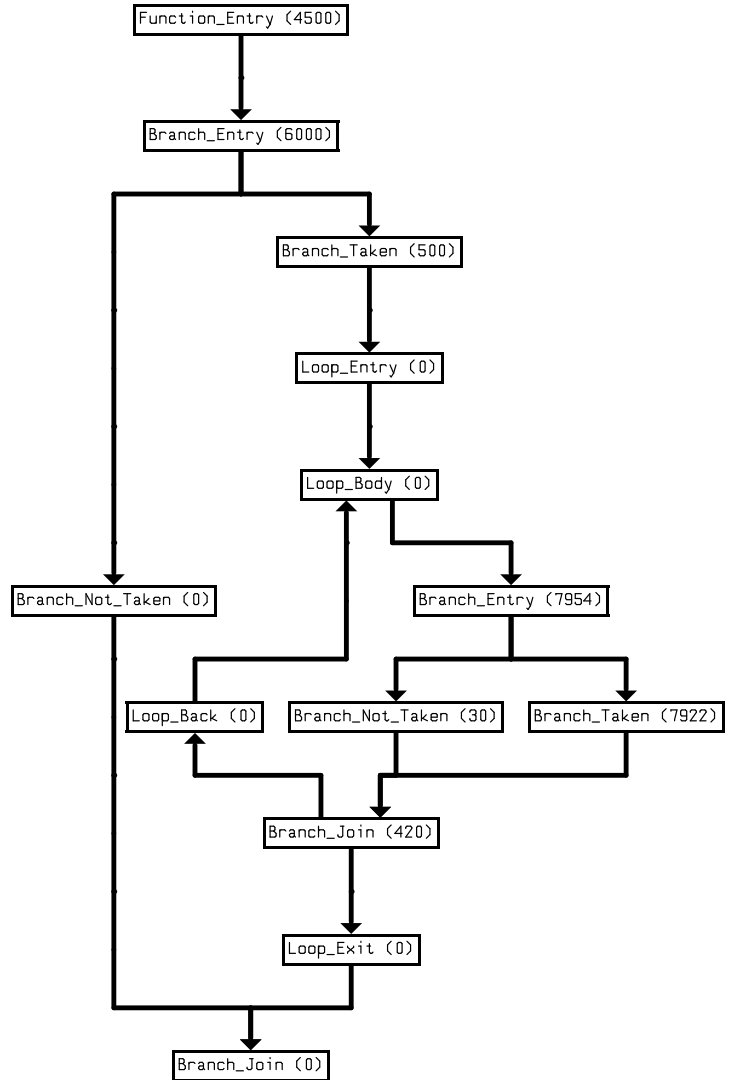 Function_Entry (4500)
Branch_Entry (6000)
Branch_Taken (500)
Loop_Entry (0)
Loop_Body (0)
Branch_Not_Taken (0)
Branch_Entry (7954)
Loop_Back (0)
Branch_Not_Taken (30)
Branch_Taken (7922)
Branch_Join (420)
Loop_Exit (0)
Branch_Join (0)